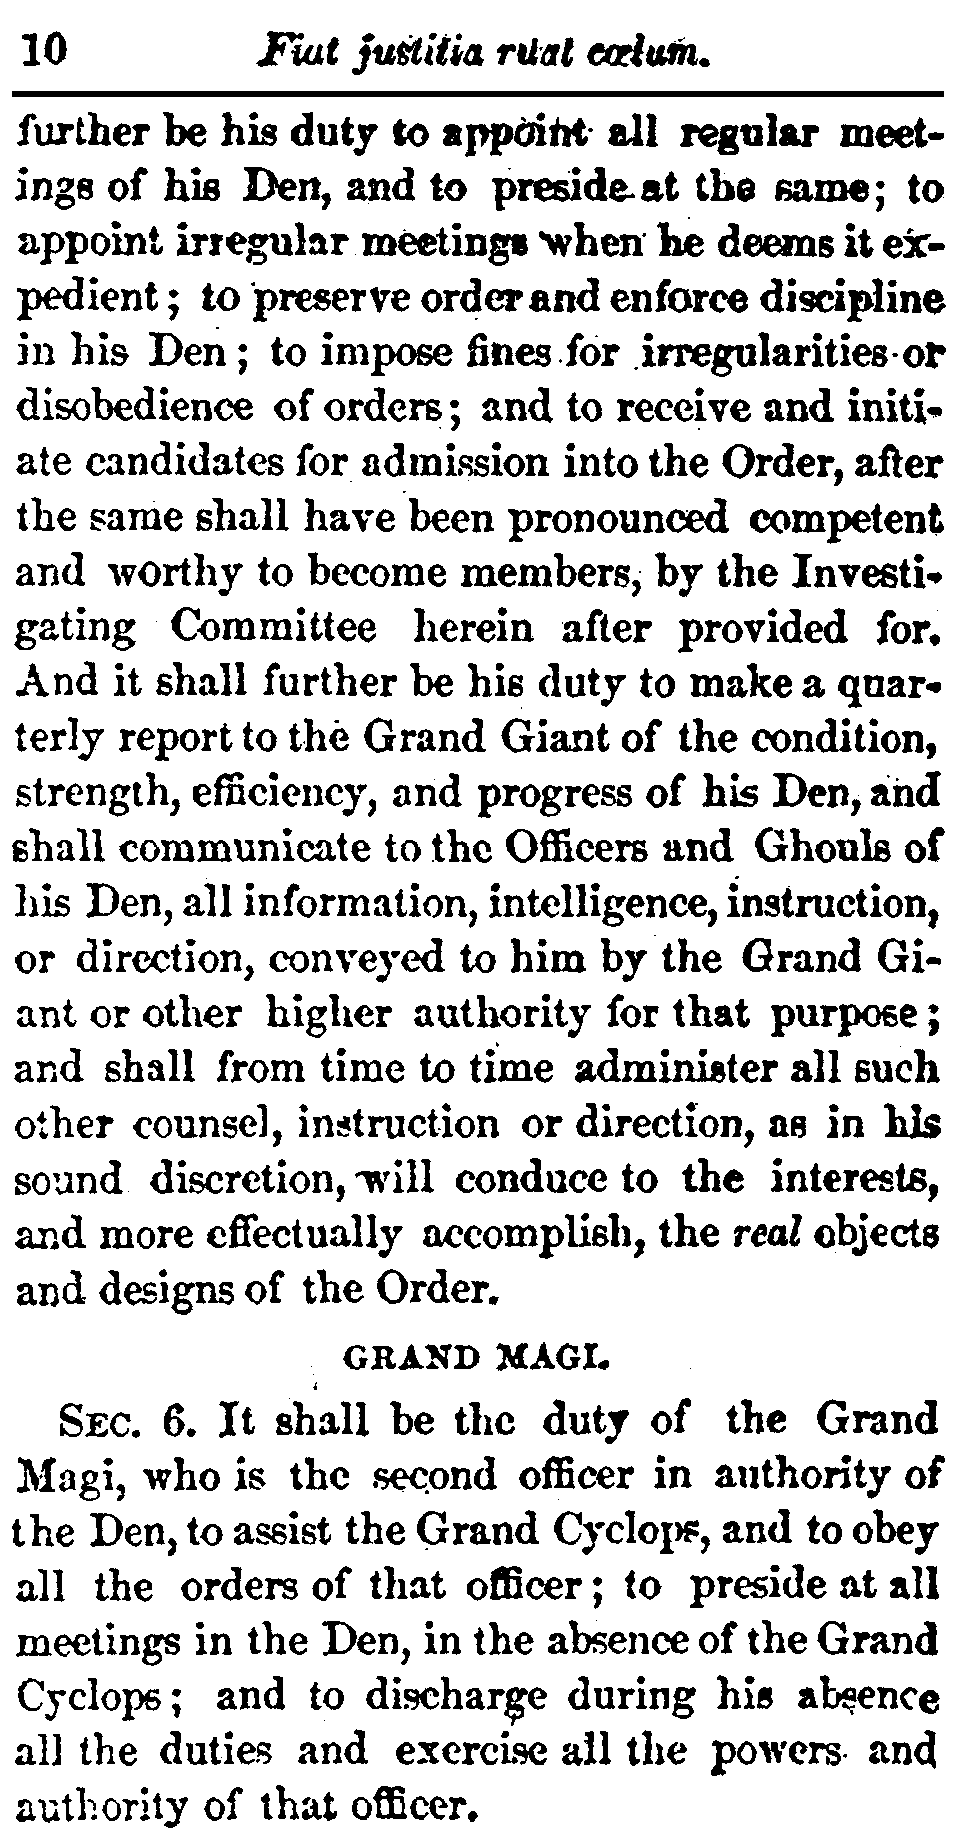 10 Fiat justitia ruat cœlum.
further be his duty to appoint all regular meet-
ings of his Den, and to preside at the same; to
appoint irregular meetings when he deems it ex-
pedient; to preserve order and enforce discipline
in his Den; to impose fines for irregularities or
disobedience of orders; and to receive and initi-
ate candidates for admission into the Order, after
the same shall have been pronounced competent
and worthy to become members, by the Investi-
gating Committee herein after provided for.
And it shall further be his duty to make a quar-
terly report to the Grand Giant of the condition,
strength, efficiency, and progress of his Den, and
shall communicate to the Officers and Ghouls of
his Den, all information, intelligence, instruction,
or direction, conveyed to him by the Grand Gi-
ant or other higher authority for that purpose;
and shall from time to time administer all such
other counsel, instruction or direction, as in his
sound discretion, will conduce to the interests,
and more effectually accomplish, the real objects
and designs of the Order.
GRAND MAGI.
SEC. 6. It shall be the duty of the Grand
Magi, who is the second officer in authority of
the Den, to assist the Grand Cyclops, and to obey
all the orders of that officer; to preside at all
meetings in the Den, in the absence of the Grand
Cyclops; and to discharge during his absence
all the duties and exercise all the powers and
authority of that officer.